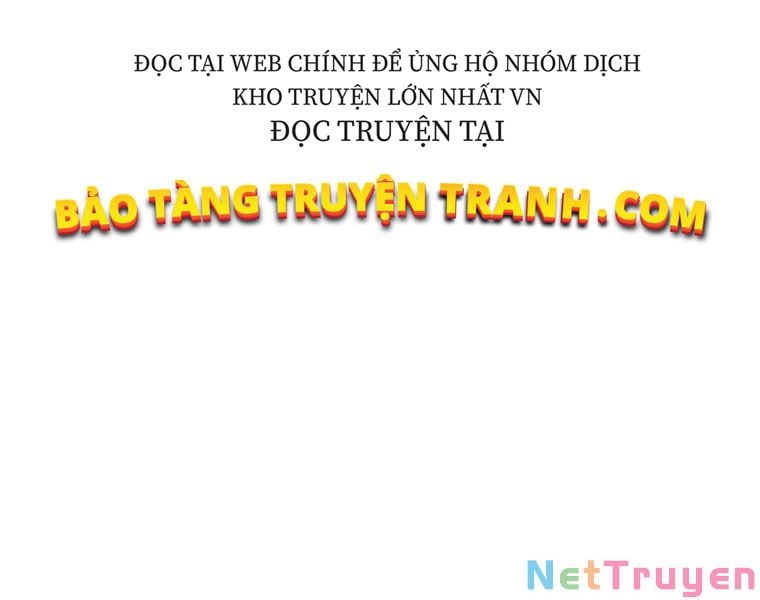 ĐỌC TẠI WEB CHÍNH ĐỂ ỦNG HỘ NHÓM DỊCH
KHO TRUYỆN LỚN NHẤT VN
ĐỌC TRUYỆN TẠI
BẢO TÀNG TRUYỆN TRANH.COM
NetTruyen